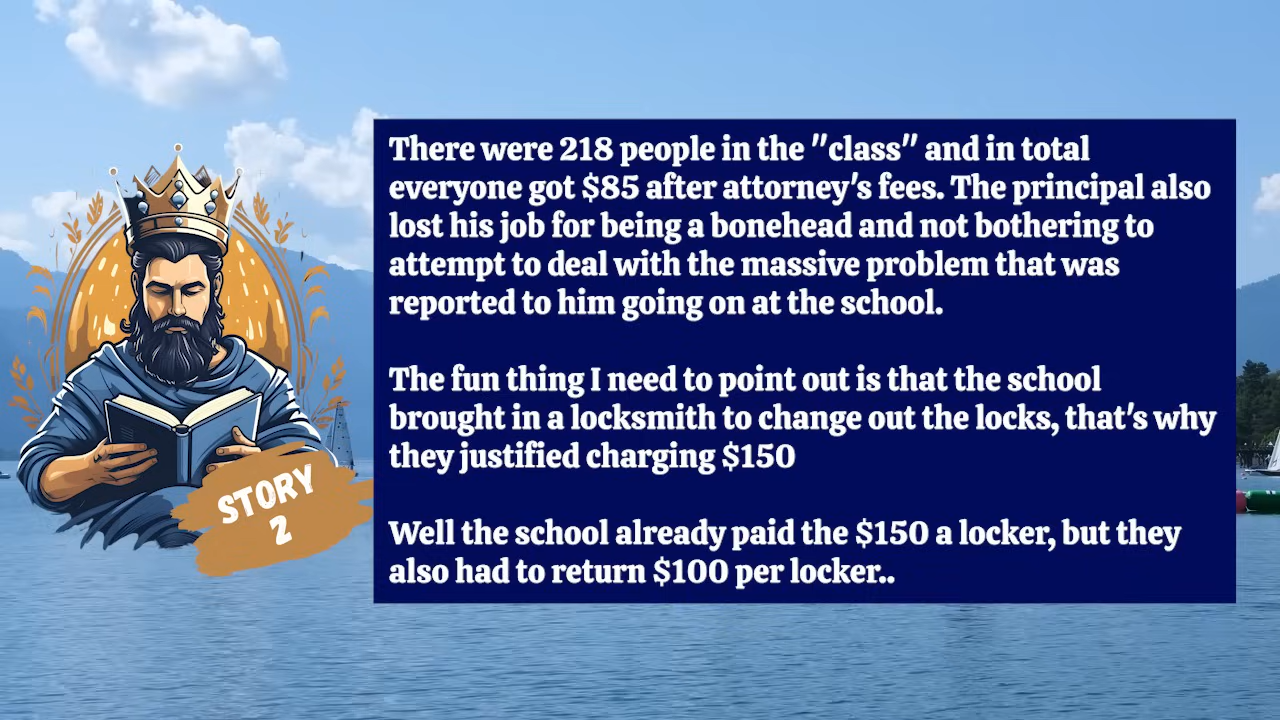 There were 218 people in the "class" and in total
everyone got $85 after attorney's fees. The principal also
lost his job for being a bonehead and not bothering to
attempt to deal with the massive problem that was
reported to him going on at the school.
The fun thing I need to point out is that the school
brought in a locksmith to change out the locks, that's why
they justified charging $150
Well the school already paid the $150 a locker, but they
also had to return $100 per locker..
STORY
2